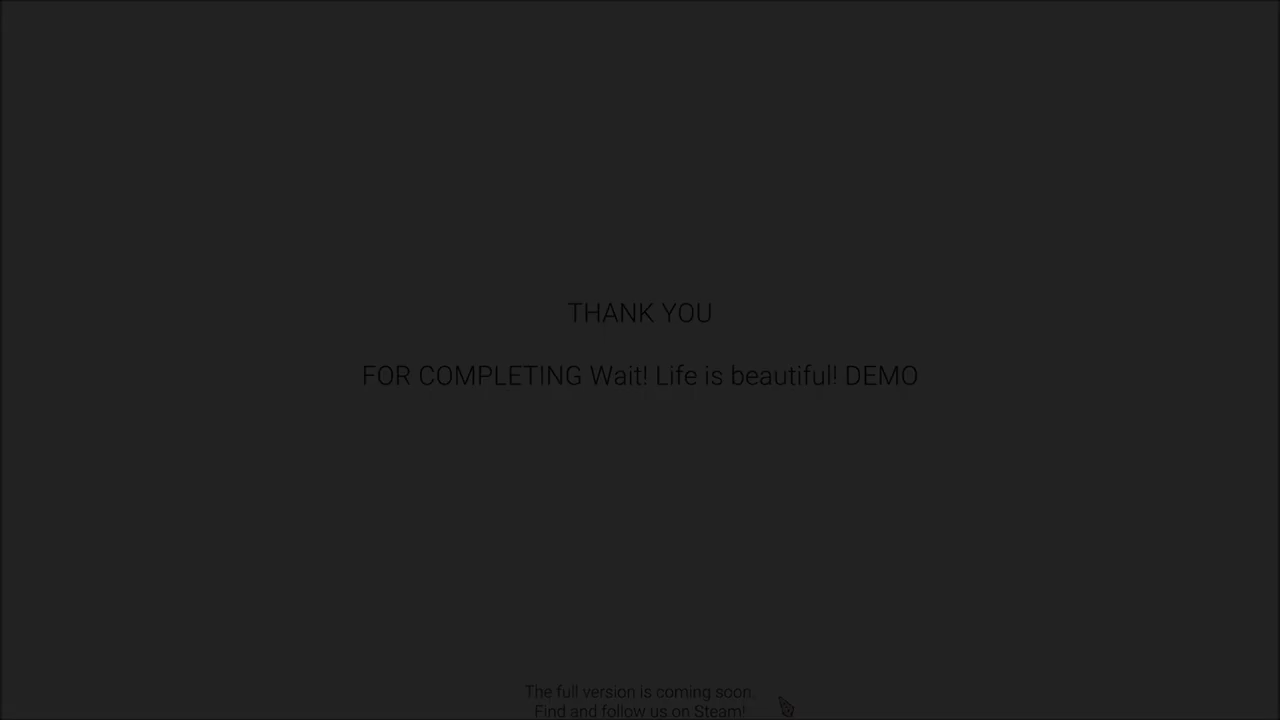 THANK YOU
FOR COMPLETING Wait! Life is beautiful! DEMO
The full version is coming soon.
Find and follow us on Steam!